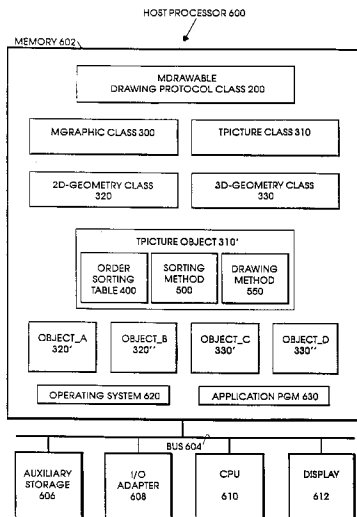 HOST PROCESSOR 600
MEMORY 602
MDRAWABLE
DRAWING PROTOCOL CLASS 200
MGRAPHIC CLASS 300
TPICTURE CLASS 310
2D-GEOMETRY CLASS
320
3D-GEOMETRY CLASS
330
TPICTURE OBJECT 310'
ORDER
SORTING
TABLE 400
SORTING
METHOD
500
DRAWING
METHOD
550
OBJECT_A
320'
OBJECT_B
320''
OBJECT_C
330'
OBJECT_D
330''
OPERATING SYSTEM 620
APPLICATION PGM 630
BUS 604
AUXILIARY
STORAGE
606
I/O
ADAPTER
608
CPU
610
DISPLAY
612